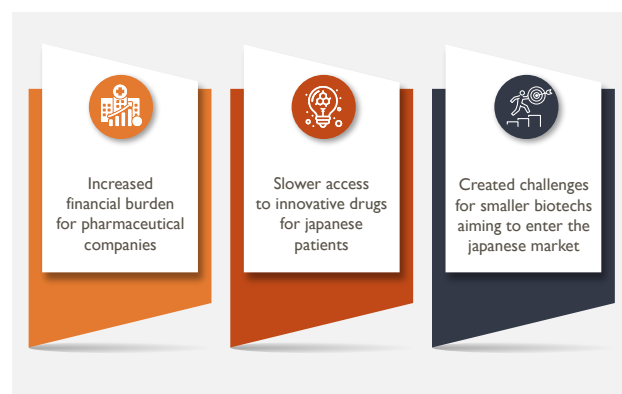 Increased
financial burden
for pharmaceutical
companies
Slower access
to innovative drugs
for japanese
patients
Created challenges
for smaller biotechs
aiming to enter the
japanese market